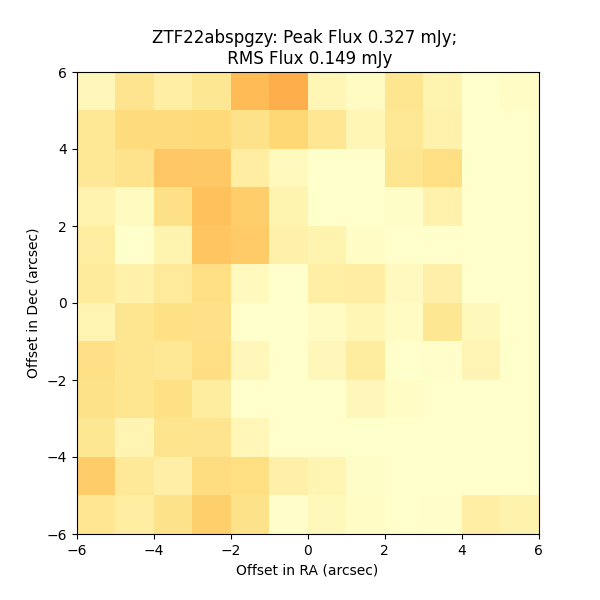 ZTF22abspgzy: Peak Flux 0.327 mJy;
RMS Flux 0.149 mJy
6
4
2
0
−2
−4
−6
Offset in Dec (arcsec)
−6 −4 −2 0 2 4 6
Offset in RA (arcsec)